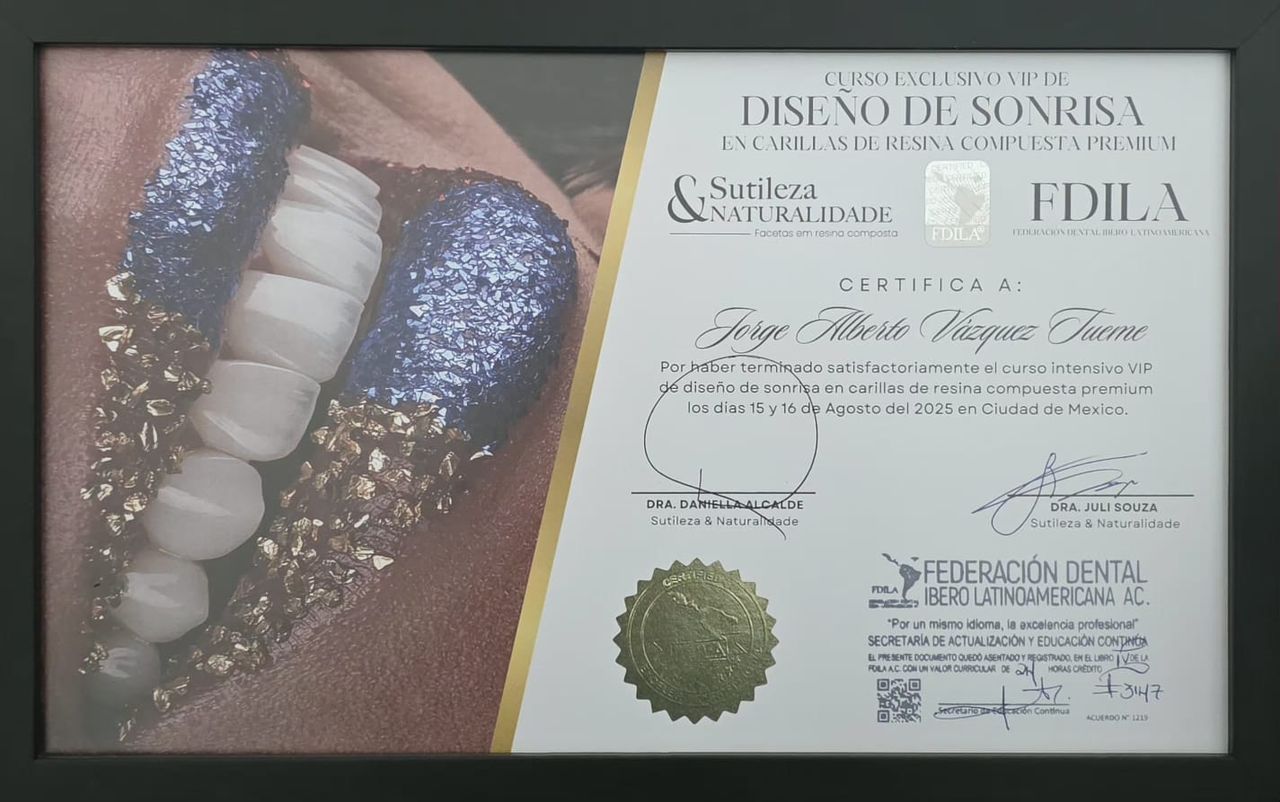 CURSO EXCLUSIVO VIP DE
DISEÑO DE SONRISA
EN CARILLAS DE RESINA COMPUESTA PREMIUM
& Sutileza
NATURALIDADE
Facetas em resina composta
FDILA®
FDILA
FEDERACIÓN DENTAL IBERO LATINOAMERICANA
CERTIFICA A:
Jorge Alberto Vázquez Tueme
Por haber terminado satisfactoriamente el curso intensivo VIP
de diseño de sonrisa en carillas de resina compuesta premium
los días 15 y 16 de Agosto del 2025 en Ciudad de Mexico.
DRA. DANIELLA ALCALDE
Sutileza & Naturalidade
DRA. JULI SOUZA
Sutileza & Naturalidade
FDILA
FEDERACIÓN DENTAL
IBERO LATINOAMERICANA AC.
"Por un mismo idioma, la excelencia profesional"
SECRETARÍA DE ACTUALIZACIÓN Y EDUCACIÓN CONTINÚA
EL PRESENTE DOCUMENTO QUEDÓ ASENTADO Y REGISTRADO, EN EL LIBRO IV DE LA
FDILA A.C. CON UN VALOR CURRICULAR DE 24 HORAS CRÉDITO
#3147
Secretario de Educación Continua
ACUERDO N° 1219